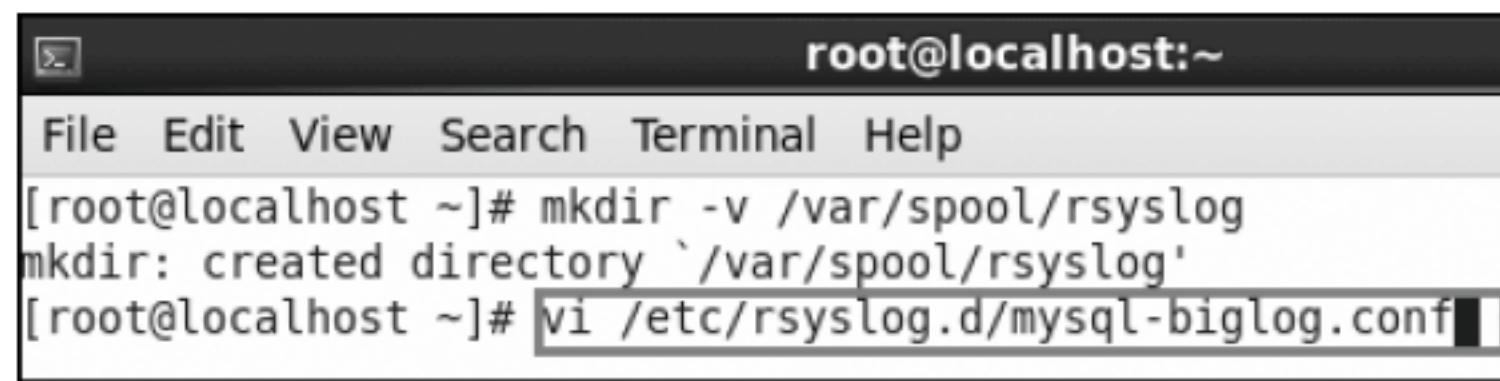 root@localhost:~
File Edit View Search Terminal Help
[root@localhost ~]# mkdir -v /var/spool/rsyslog
mkdir: created directory `/var/spool/rsyslog'
[root@localhost ~]# vi /etc/rsyslog.d/mysql-biglog.conf